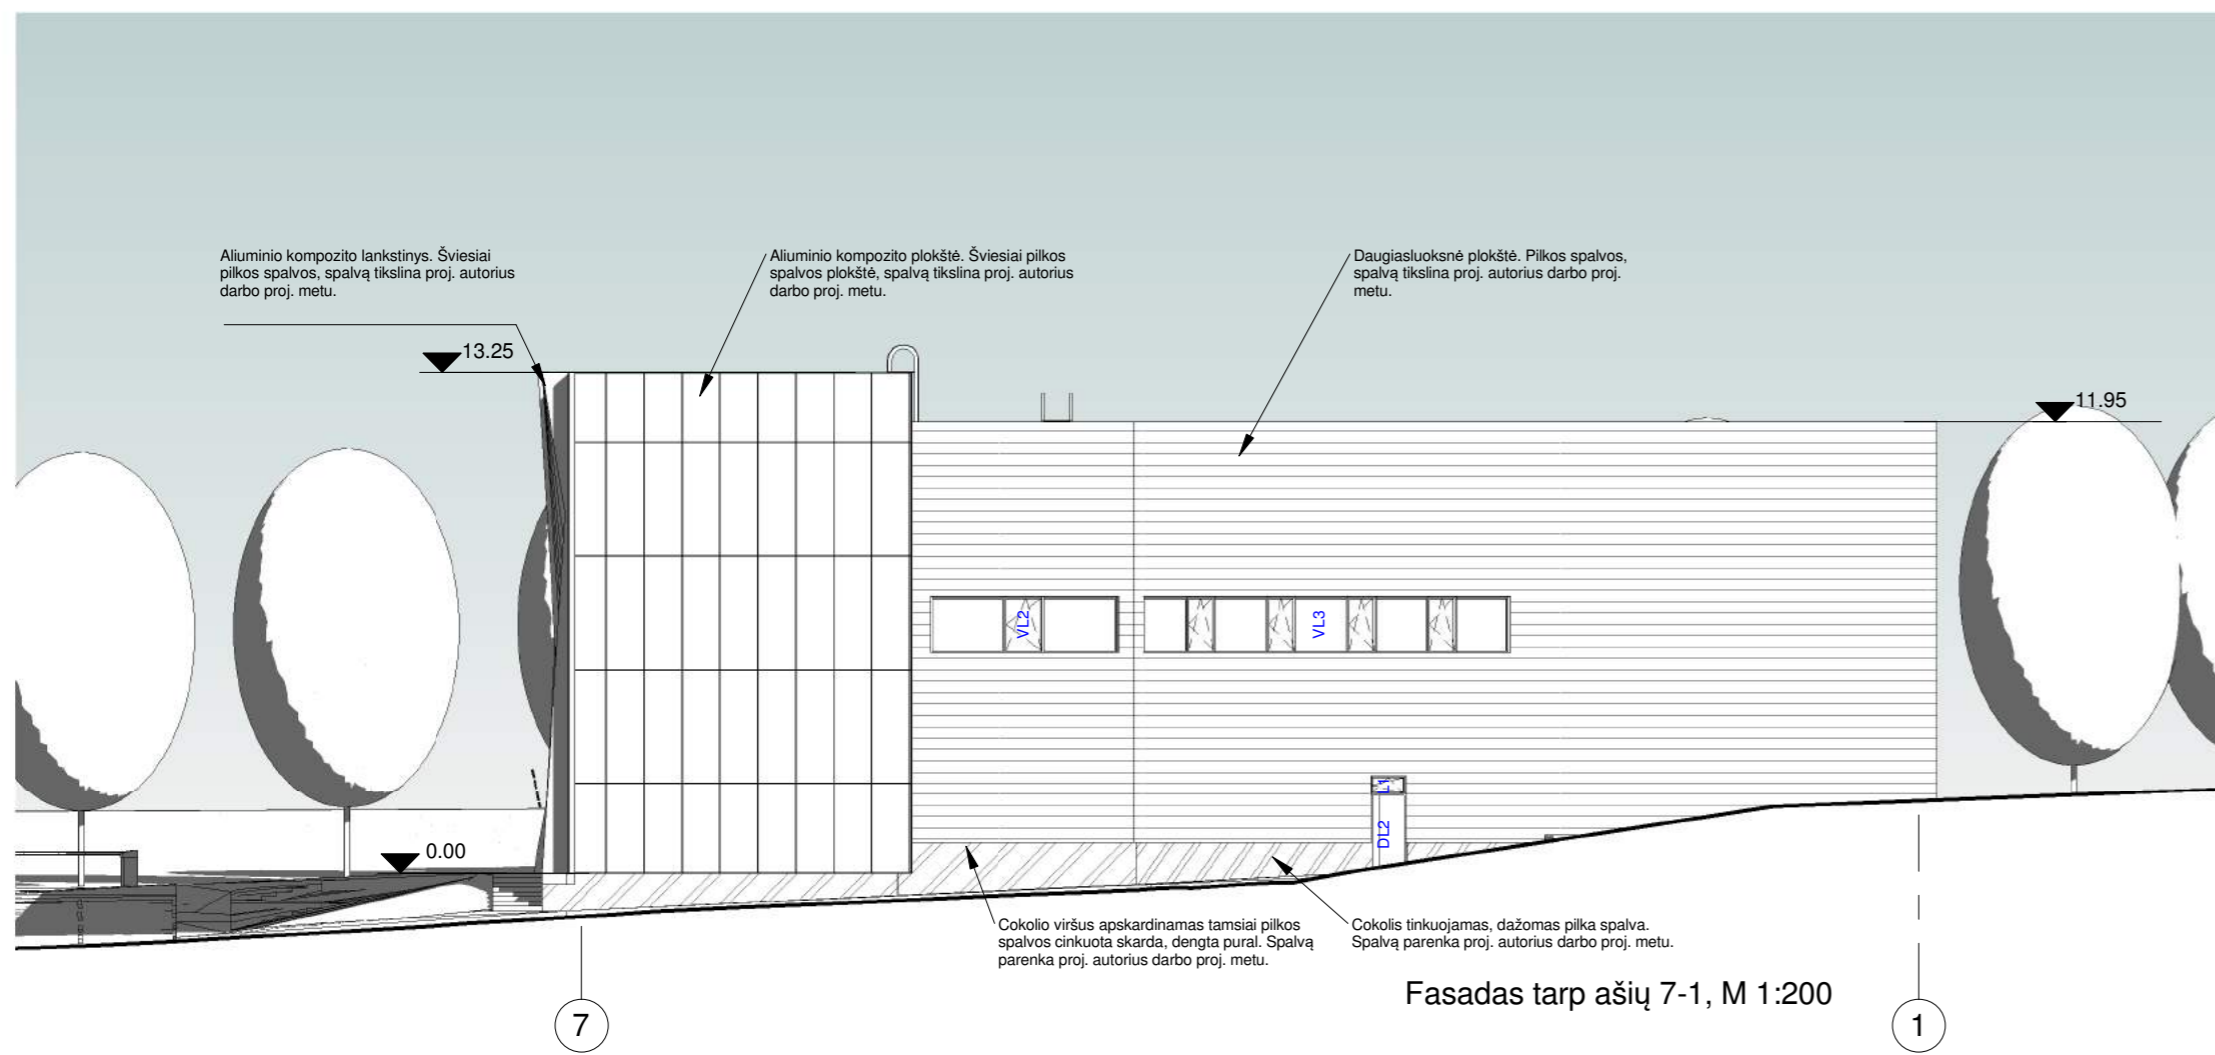 Aliuminio kompozito lankstinys. Šviesiai
pilkos spalvos, spalvą tikslina proj. autorius
darbo proj. metu.
Aliuminio kompozito plokštė. Šviesiai pilkos
spalvos plokštė, spalvą tikslina proj. autorius
darbo proj. metu.
Daugiasluoksnė plokštė. Pilkos spalvos,
spalvą tikslina proj. autorius darbo proj.
metu.
13.25
11.95
VL2
VL3
L1
DL2
0.00
Cokolio viršus apskardinamas tamsiai pilkos
spalvos cinkuota skarda, dengta pural. Spalvą
parenka proj. autorius darbo proj. metu.
Cokolis tinkuojamas, dažomas pilka spalva.
Spalvą parenka proj. autorius darbo proj. metu.
Fasadas tarp ašių 7-1, M 1:200
7
1